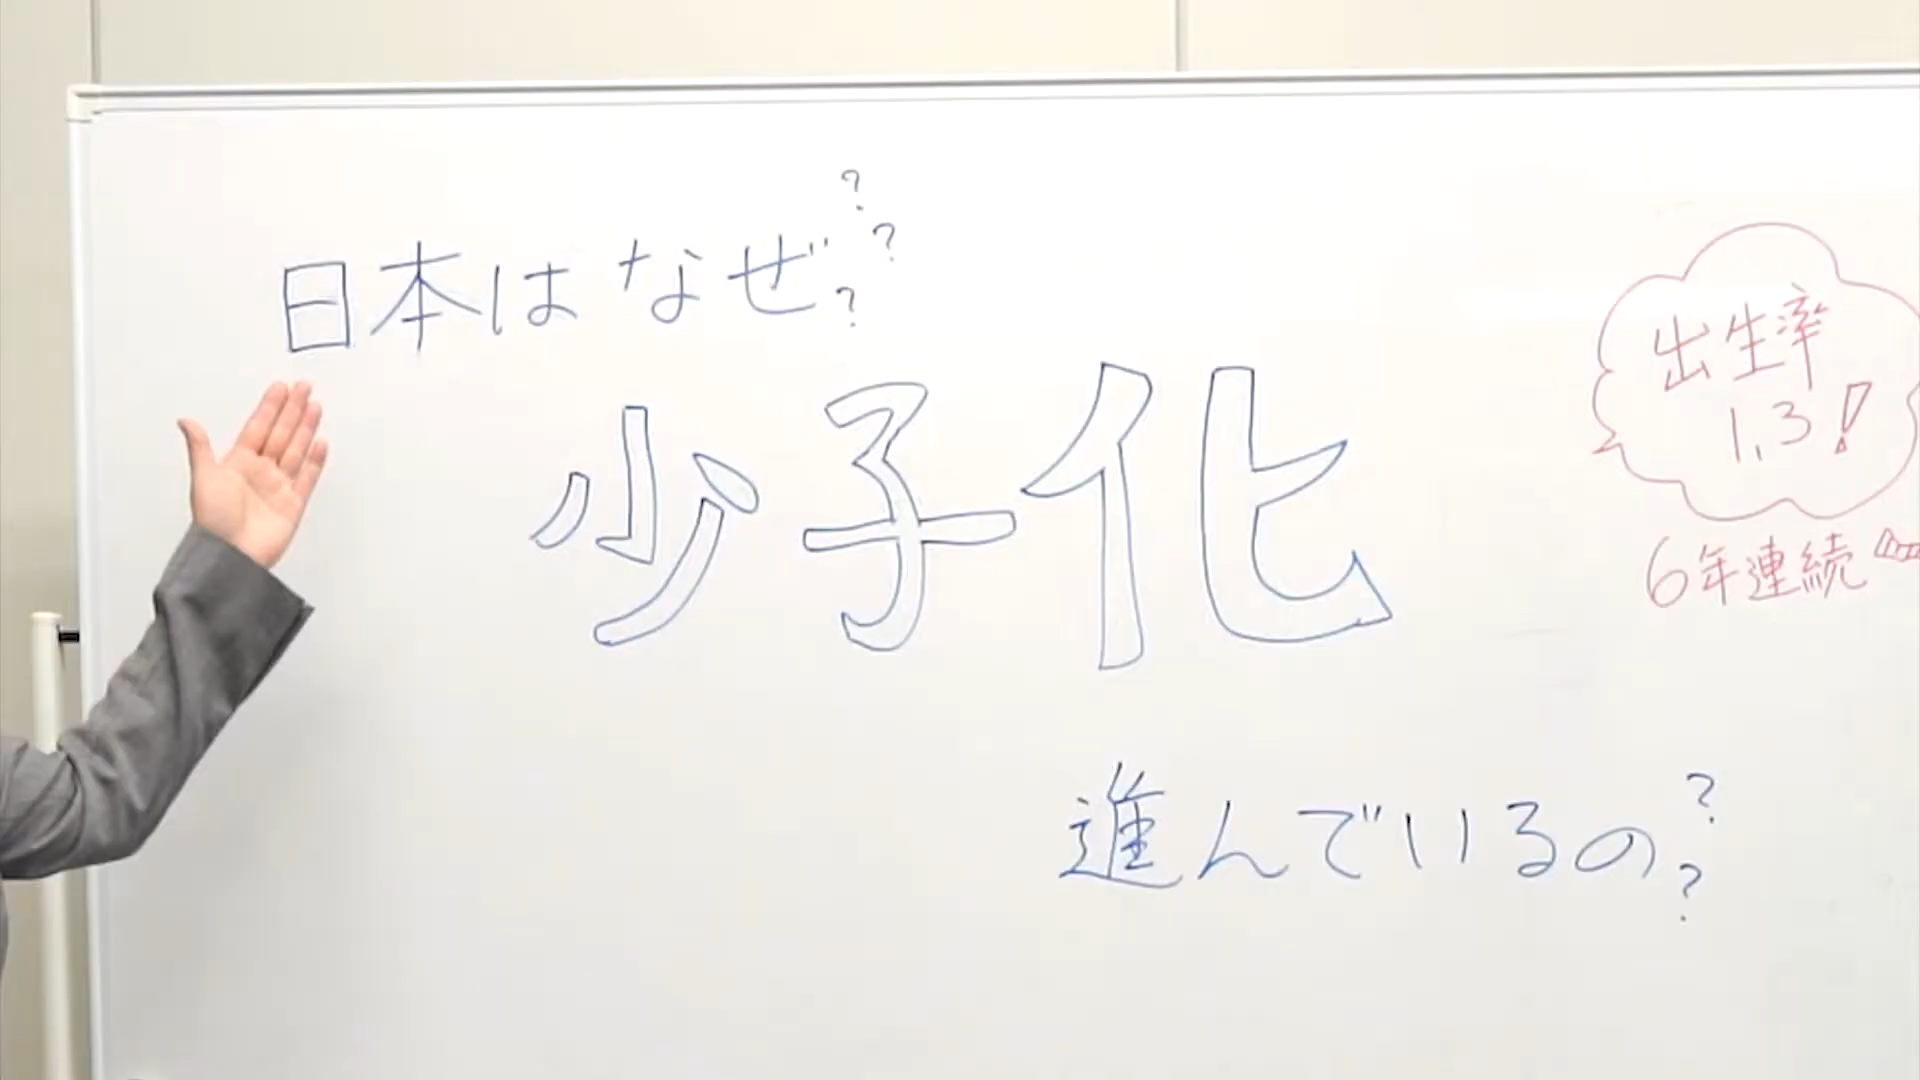 日本はなぜ???
少子化
進んでいるの??
出生率
1.3!
6年連続